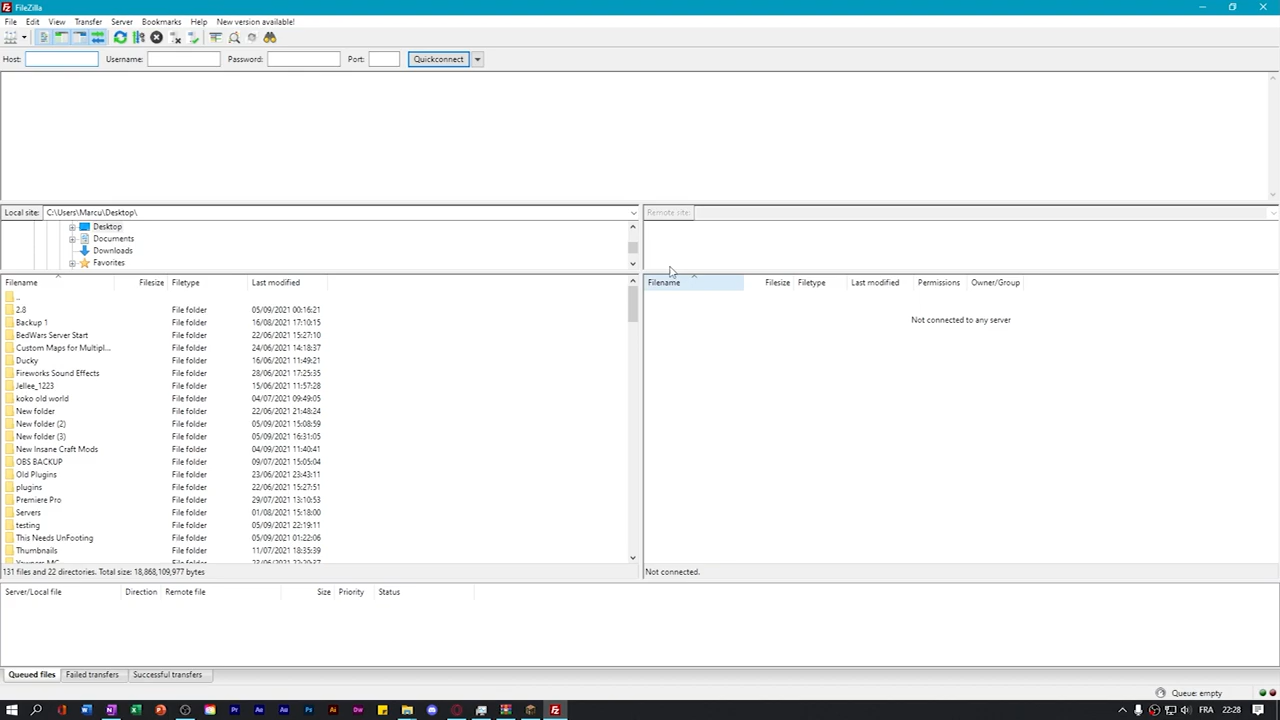 FileZilla
File Edit View Transfer Server Bookmarks Help New version available!
Host: Username: Password: Port: Quickconnect
Local site: C:\Users\Marcu\Desktop\ Remote site:
Desktop
Documents
Downloads
Favorites
Filename Filesize Filetype Last modified Filename Filesize Filetype Last modified Permissions Owner/Group
..
2.8 File folder 05/09/2021 00:16:21
Not connected to any server
Backup 1 File folder 16/08/2021 17:10:15
BedWars Server Start File folder 22/06/2021 15:27:10
Custom Maps for Multipl... File folder 24/06/2021 14:18:37
Ducky File folder 16/06/2021 11:49:21
Fireworks Sound Effects File folder 28/06/2021 17:25:35
Jellee_1223 File folder 15/06/2021 11:57:28
koko old world File folder 04/07/2021 09:49:05
New folder File folder 22/06/2021 21:48:24
New folder (2) File folder 05/09/2021 15:08:59
New folder (3) File folder 05/09/2021 16:31:05
New Insane Craft Mods File folder 04/09/2021 11:40:41
OBS BACKUP File folder 09/07/2021 15:05:04
Old Plugins File folder 23/06/2021 23:43:11
plugins File folder 22/06/2021 15:27:51
Premiere Pro File folder 29/07/2021 13:10:53
Servers File folder 01/08/2021 15:18:00
testing File folder 05/09/2021 22:19:11
This Needs UnFooting File folder 05/09/2021 01:22:06
Thumbnails File folder 11/07/2021 18:35:39
131 files and 22 directories. Total size: 18,868,109,977 bytes Not connected.
Server/Local file Direction Remote file Size Priority Status
Queued files Failed transfers Successful transfers
Queue: empty
FRA 22:28